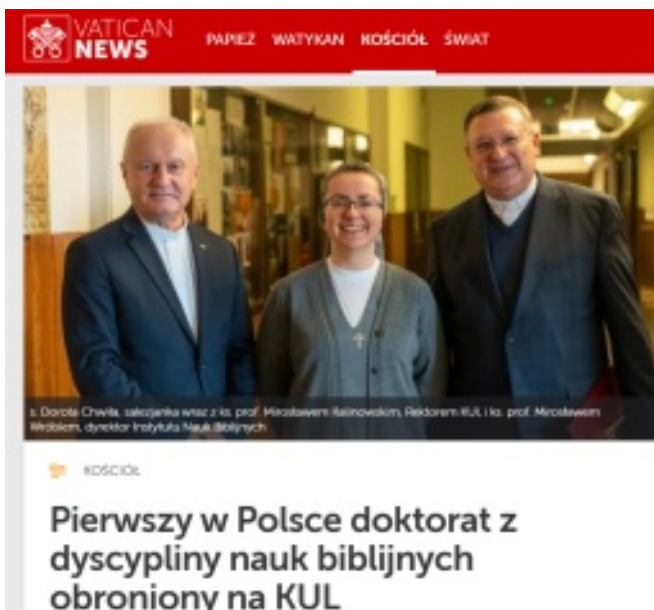 VATICAN
NEWS
PAPIEŻ WATYKAN KOŚCIÓŁ ŚWIAT
s. Dorota Chwiła, salezjanka wraz z ks. prof. Mirosławem Kalinowskim, Rektorem KUL i ks. prof. Mirosławem
Wróblem, dyrektor Instytutu Nauk Biblijnych
KOŚCIÓŁ
Pierwszy w Polsce doktorat z
dyscypliny nauk biblijnych
obroniony na KUL